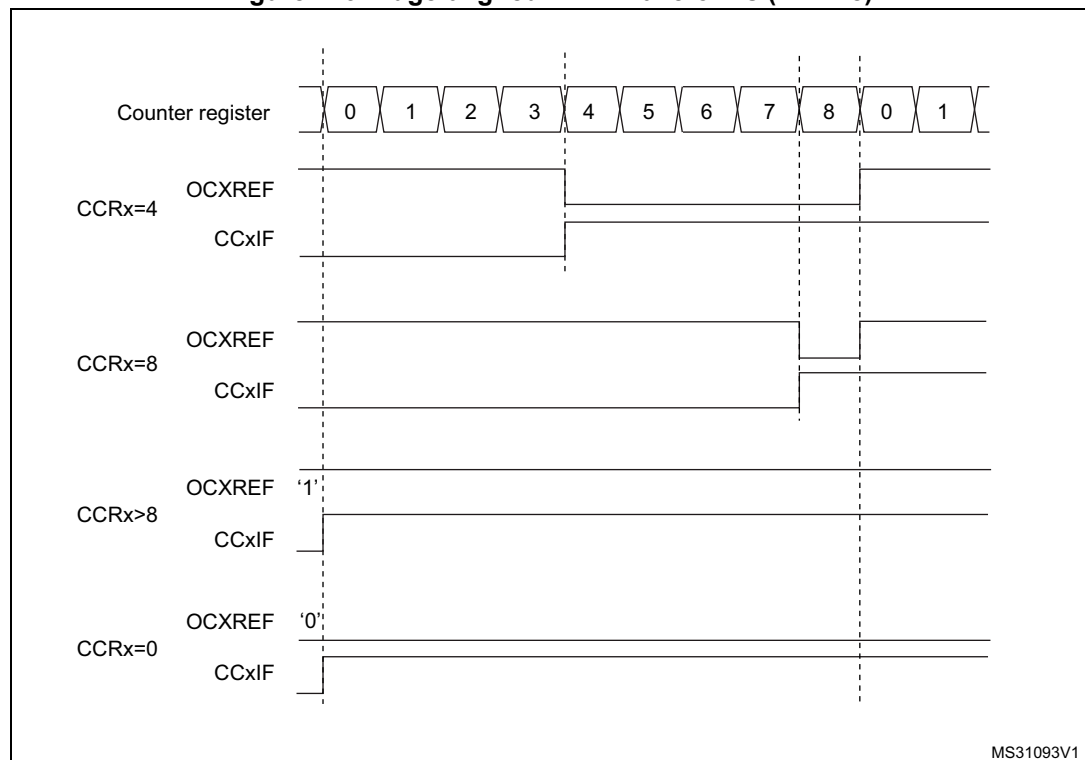 Counter register 0 1 2 3 4 5 6 7 8 0 1
OCXREF
CCRx=4
CCxIF
OCXREF
CCRx=8
CCxIF
OCXREF '1'
CCRx>8
CCxIF
OCXREF '0'
CCRx=0
CCxIF
MS31093V1